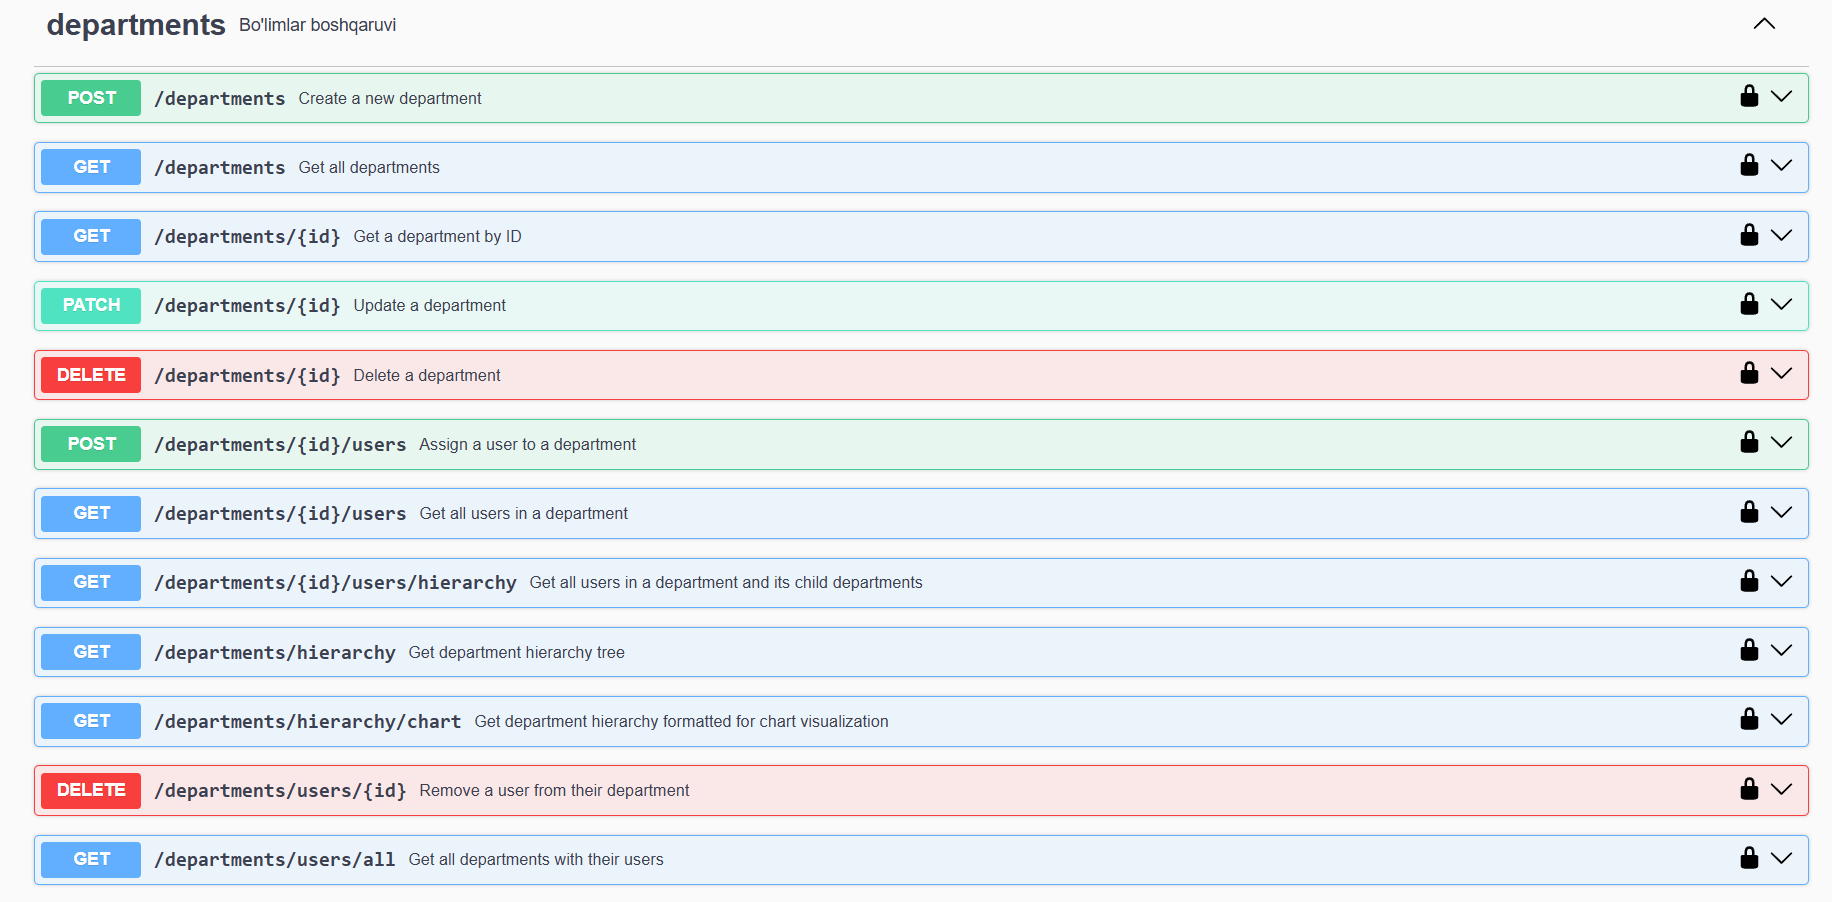 departments Bo'limlar boshqaruvi
POST /departments Create a new department
GET /departments Get all departments
GET /departments/{id} Get a department by ID
PATCH /departments/{id} Update a department
DELETE /departments/{id} Delete a department
POST /departments/{id}/users Assign a user to a department
GET /departments/{id}/users Get all users in a department
GET /departments/{id}/users/hierarchy Get all users in a department and its child departments
GET /departments/hierarchy Get department hierarchy tree
GET /departments/hierarchy/chart Get department hierarchy formatted for chart visualization
DELETE /departments/users/{id} Remove a user from their department
GET /departments/users/all Get all departments with their users